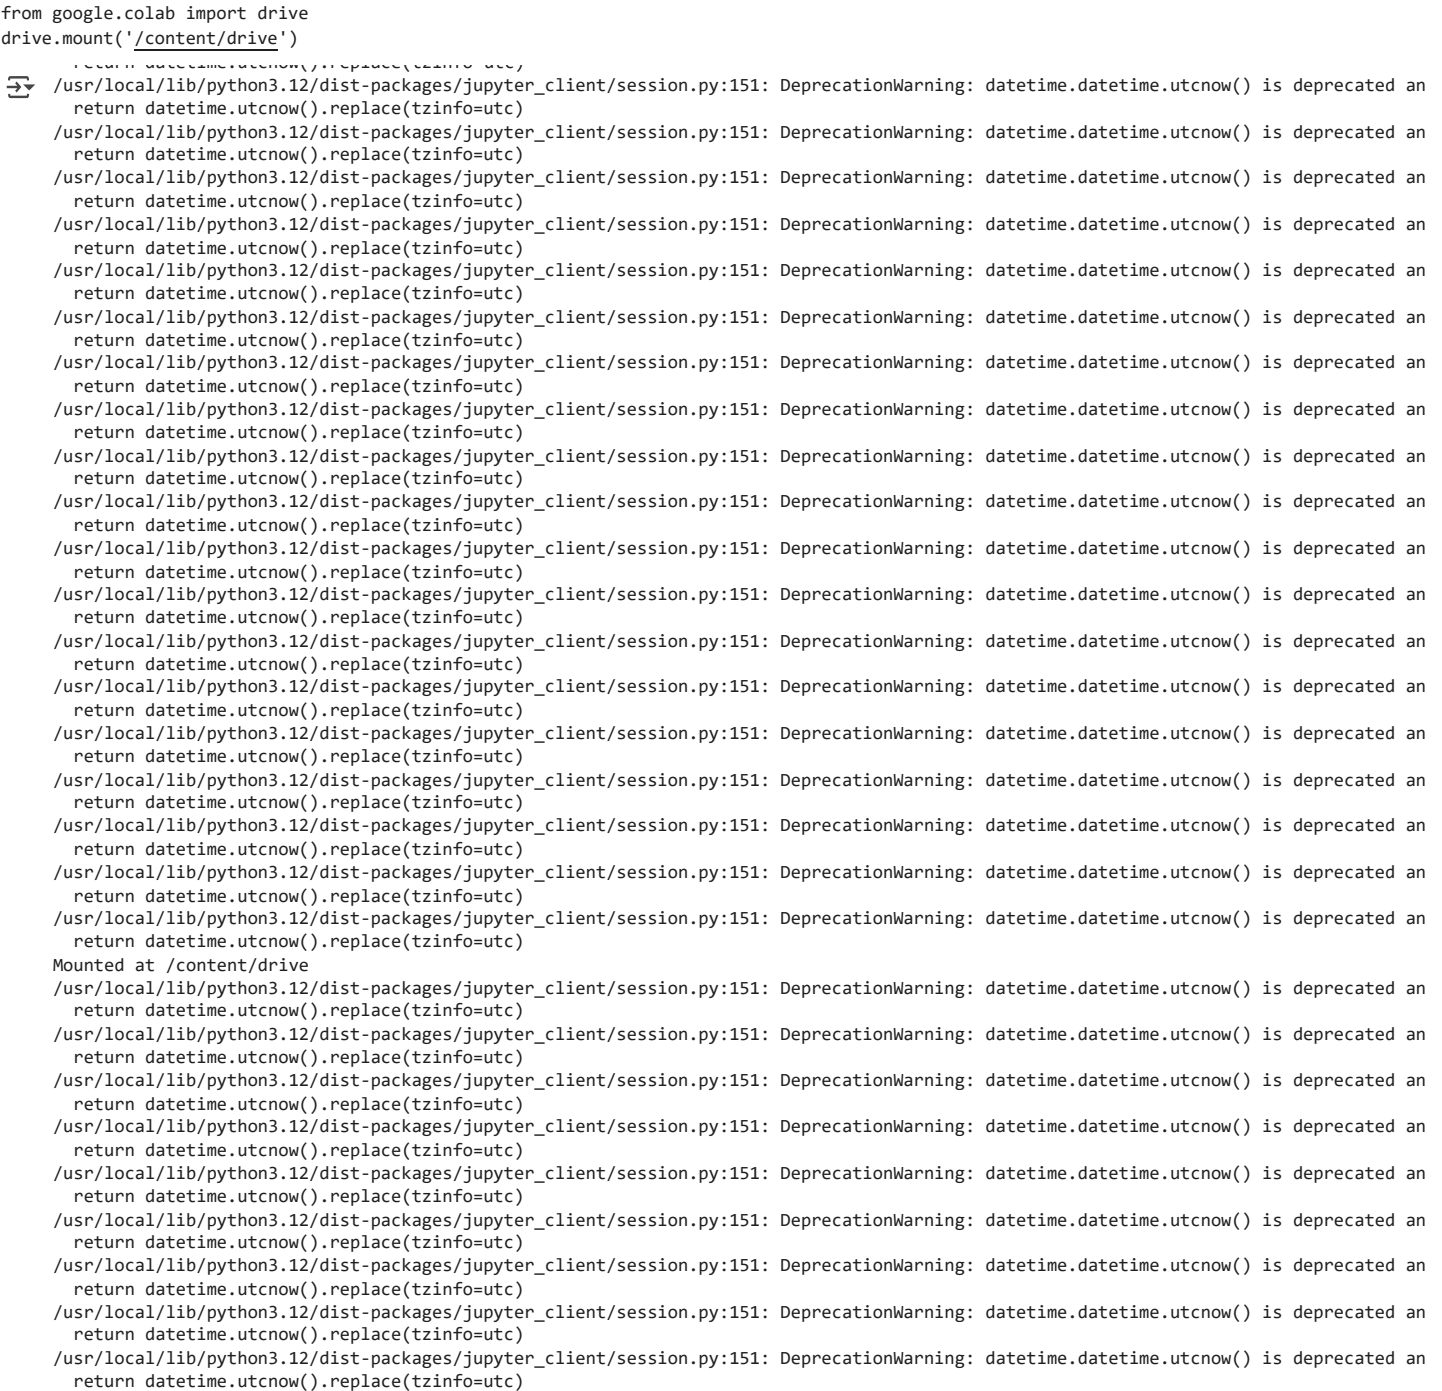 from google.colab import drive
drive.mount('/content/drive')
return datetime.utcnow().replace(tzinfo=utc)
/usr/local/lib/python3.12/dist-packages/jupyter_client/session.py:151: DeprecationWarning: datetime.datetime.utcnow() is deprecated an
return datetime.utcnow().replace(tzinfo=utc)
/usr/local/lib/python3.12/dist-packages/jupyter_client/session.py:151: DeprecationWarning: datetime.datetime.utcnow() is deprecated an
return datetime.utcnow().replace(tzinfo=utc)
/usr/local/lib/python3.12/dist-packages/jupyter_client/session.py:151: DeprecationWarning: datetime.datetime.utcnow() is deprecated an
return datetime.utcnow().replace(tzinfo=utc)
/usr/local/lib/python3.12/dist-packages/jupyter_client/session.py:151: DeprecationWarning: datetime.datetime.utcnow() is deprecated an
return datetime.utcnow().replace(tzinfo=utc)
/usr/local/lib/python3.12/dist-packages/jupyter_client/session.py:151: DeprecationWarning: datetime.datetime.utcnow() is deprecated an
return datetime.utcnow().replace(tzinfo=utc)
/usr/local/lib/python3.12/dist-packages/jupyter_client/session.py:151: DeprecationWarning: datetime.datetime.utcnow() is deprecated an
return datetime.utcnow().replace(tzinfo=utc)
/usr/local/lib/python3.12/dist-packages/jupyter_client/session.py:151: DeprecationWarning: datetime.datetime.utcnow() is deprecated an
return datetime.utcnow().replace(tzinfo=utc)
/usr/local/lib/python3.12/dist-packages/jupyter_client/session.py:151: DeprecationWarning: datetime.datetime.utcnow() is deprecated an
return datetime.utcnow().replace(tzinfo=utc)
/usr/local/lib/python3.12/dist-packages/jupyter_client/session.py:151: DeprecationWarning: datetime.datetime.utcnow() is deprecated an
return datetime.utcnow().replace(tzinfo=utc)
/usr/local/lib/python3.12/dist-packages/jupyter_client/session.py:151: DeprecationWarning: datetime.datetime.utcnow() is deprecated an
return datetime.utcnow().replace(tzinfo=utc)
/usr/local/lib/python3.12/dist-packages/jupyter_client/session.py:151: DeprecationWarning: datetime.datetime.utcnow() is deprecated an
return datetime.utcnow().replace(tzinfo=utc)
/usr/local/lib/python3.12/dist-packages/jupyter_client/session.py:151: DeprecationWarning: datetime.datetime.utcnow() is deprecated an
return datetime.utcnow().replace(tzinfo=utc)
/usr/local/lib/python3.12/dist-packages/jupyter_client/session.py:151: DeprecationWarning: datetime.datetime.utcnow() is deprecated an
return datetime.utcnow().replace(tzinfo=utc)
/usr/local/lib/python3.12/dist-packages/jupyter_client/session.py:151: DeprecationWarning: datetime.datetime.utcnow() is deprecated an
return datetime.utcnow().replace(tzinfo=utc)
/usr/local/lib/python3.12/dist-packages/jupyter_client/session.py:151: DeprecationWarning: datetime.datetime.utcnow() is deprecated an
return datetime.utcnow().replace(tzinfo=utc)
/usr/local/lib/python3.12/dist-packages/jupyter_client/session.py:151: DeprecationWarning: datetime.datetime.utcnow() is deprecated an
return datetime.utcnow().replace(tzinfo=utc)
/usr/local/lib/python3.12/dist-packages/jupyter_client/session.py:151: DeprecationWarning: datetime.datetime.utcnow() is deprecated an
return datetime.utcnow().replace(tzinfo=utc)
/usr/local/lib/python3.12/dist-packages/jupyter_client/session.py:151: DeprecationWarning: datetime.datetime.utcnow() is deprecated an
return datetime.utcnow().replace(tzinfo=utc)
/usr/local/lib/python3.12/dist-packages/jupyter_client/session.py:151: DeprecationWarning: datetime.datetime.utcnow() is deprecated an
return datetime.utcnow().replace(tzinfo=utc)
Mounted at /content/drive
/usr/local/lib/python3.12/dist-packages/jupyter_client/session.py:151: DeprecationWarning: datetime.datetime.utcnow() is deprecated an
return datetime.utcnow().replace(tzinfo=utc)
/usr/local/lib/python3.12/dist-packages/jupyter_client/session.py:151: DeprecationWarning: datetime.datetime.utcnow() is deprecated an
return datetime.utcnow().replace(tzinfo=utc)
/usr/local/lib/python3.12/dist-packages/jupyter_client/session.py:151: DeprecationWarning: datetime.datetime.utcnow() is deprecated an
return datetime.utcnow().replace(tzinfo=utc)
/usr/local/lib/python3.12/dist-packages/jupyter_client/session.py:151: DeprecationWarning: datetime.datetime.utcnow() is deprecated an
return datetime.utcnow().replace(tzinfo=utc)
/usr/local/lib/python3.12/dist-packages/jupyter_client/session.py:151: DeprecationWarning: datetime.datetime.utcnow() is deprecated an
return datetime.utcnow().replace(tzinfo=utc)
/usr/local/lib/python3.12/dist-packages/jupyter_client/session.py:151: DeprecationWarning: datetime.datetime.utcnow() is deprecated an
return datetime.utcnow().replace(tzinfo=utc)
/usr/local/lib/python3.12/dist-packages/jupyter_client/session.py:151: DeprecationWarning: datetime.datetime.utcnow() is deprecated an
return datetime.utcnow().replace(tzinfo=utc)
/usr/local/lib/python3.12/dist-packages/jupyter_client/session.py:151: DeprecationWarning: datetime.datetime.utcnow() is deprecated an
return datetime.utcnow().replace(tzinfo=utc)
/usr/local/lib/python3.12/dist-packages/jupyter_client/session.py:151: DeprecationWarning: datetime.datetime.utcnow() is deprecated an
return datetime.utcnow().replace(tzinfo=utc)